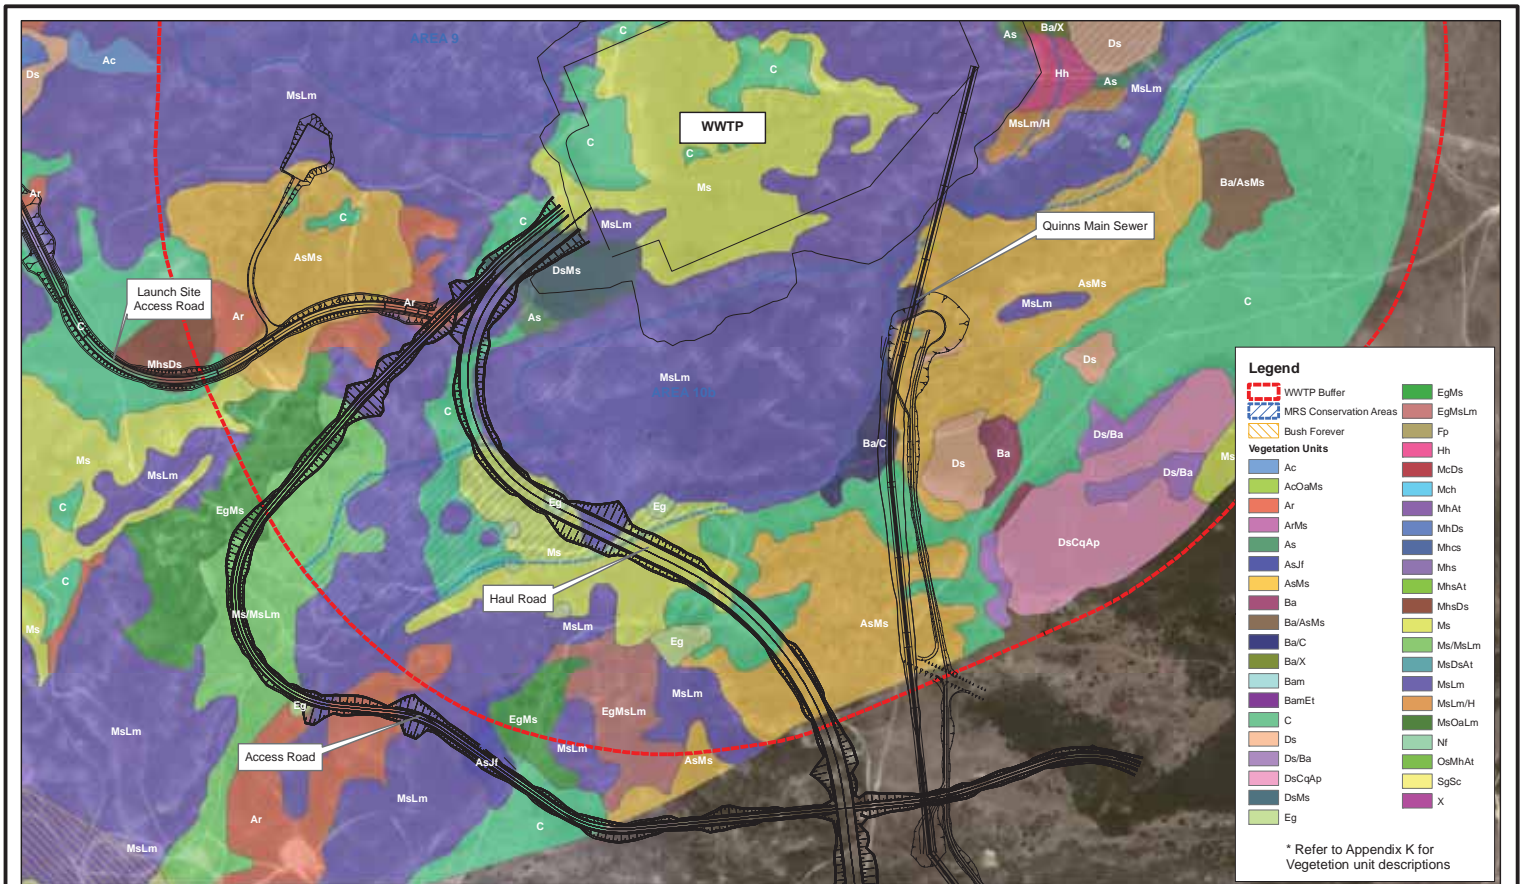 C
Ba/X
As
Ds
AREA 9
Ac
Ds
C
Hh
As
MsLm
MsLm
WWTP
MsLm/H
C
C
Ms
Ba/AsMs
Ar
C
C
MsLm
Quinns Main Sewer
AsMs
DsMs
AsMs
Launch Site
Access Road
Ar
Ar
MsLm
C
C
As
MhsDs
Ds
MsLm
C
Ba/C
Ds/Ba
Ms
MsLm
Ba
Ds
Ds/Ba
Ms
C
EgMs
Eg
Eg
Ms
DsCqAp
C
Haul Road
Ms/MsLm
MsLm
AsMs
Ms
Eg
MsLm
Eg
EgMs
EgMsLm
MsLm
MsLm
Access Road
AsJf
AsMs
MsLm
Ar
C
MsLm
Legend
WWTP Buffer
MRS Conservation Areas
Bush Forever
Vegetation Units
Ac
AcOaMs
Ar
ArMs
As
AsJf
AsMs
Ba
Ba/AsMs
Ba/C
Ba/X
Bam
BamEt
C
Ds
Ds/Ba
DsCqAp
DsMs
Eg
EgMs
EgMsLm
Fp
Hh
McDs
Mch
MhAt
MhDs
Mhcs
Mhs
MhsAt
MhsDs
Ms
Ms/MsLm
MsDsAt
MsLm
MsLm/H
MsOaLm
Nf
OsMhAt
SgSc
X
* Refer to Appendix K for
Vegetetion unit descriptions